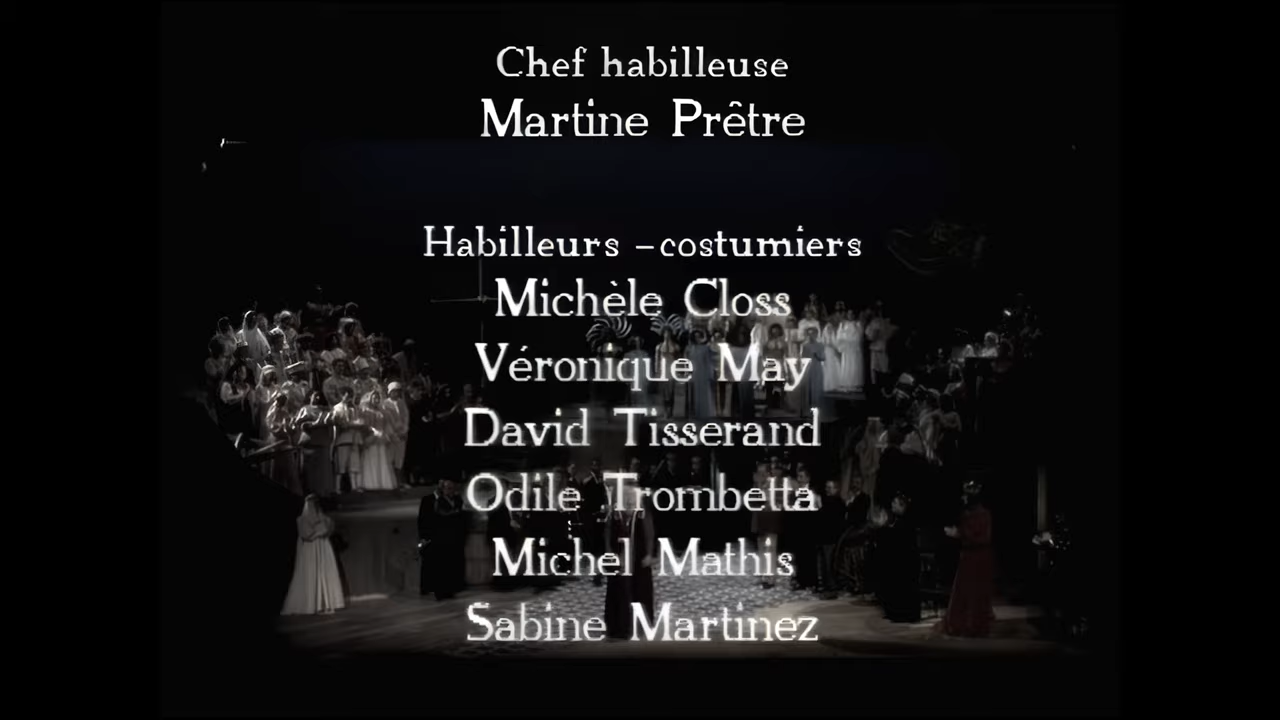 Chef habilleuse
Martine Prêtre
Habilleurs - costumiers
Michèle Closs
Véronique May
David Tisserand
Odile Trombetta
Michel Mathis
Sabine Martinez